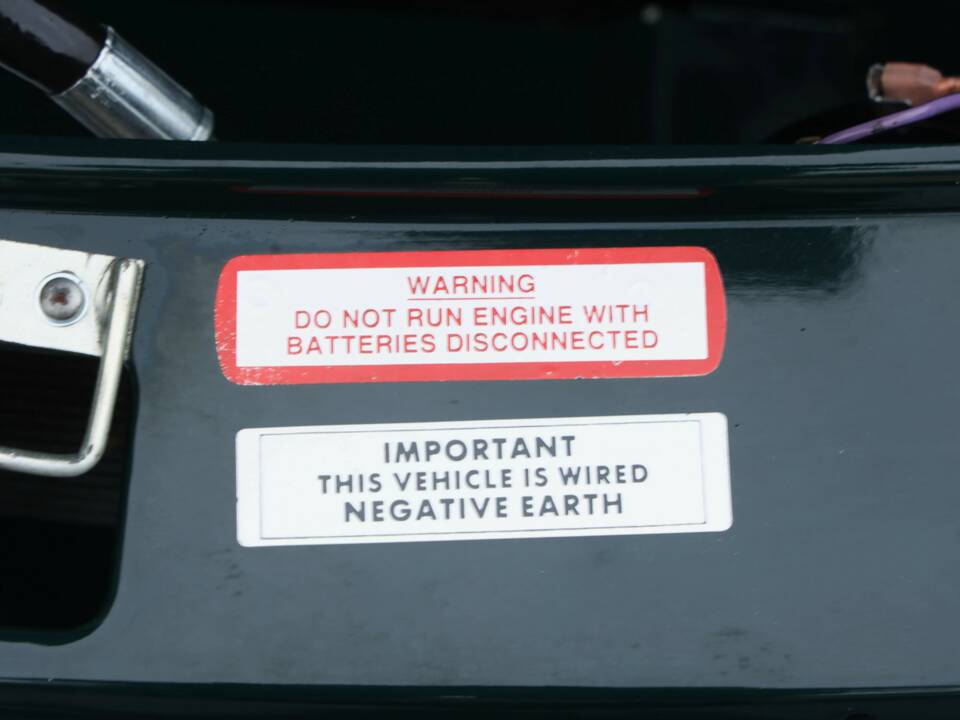 WARNING
DO NOT RUN ENGINE WITH
BATTERIES DISCONNECTED
IMPORTANT
THIS VEHICLE IS WIRED
NEGATIVE EARTH